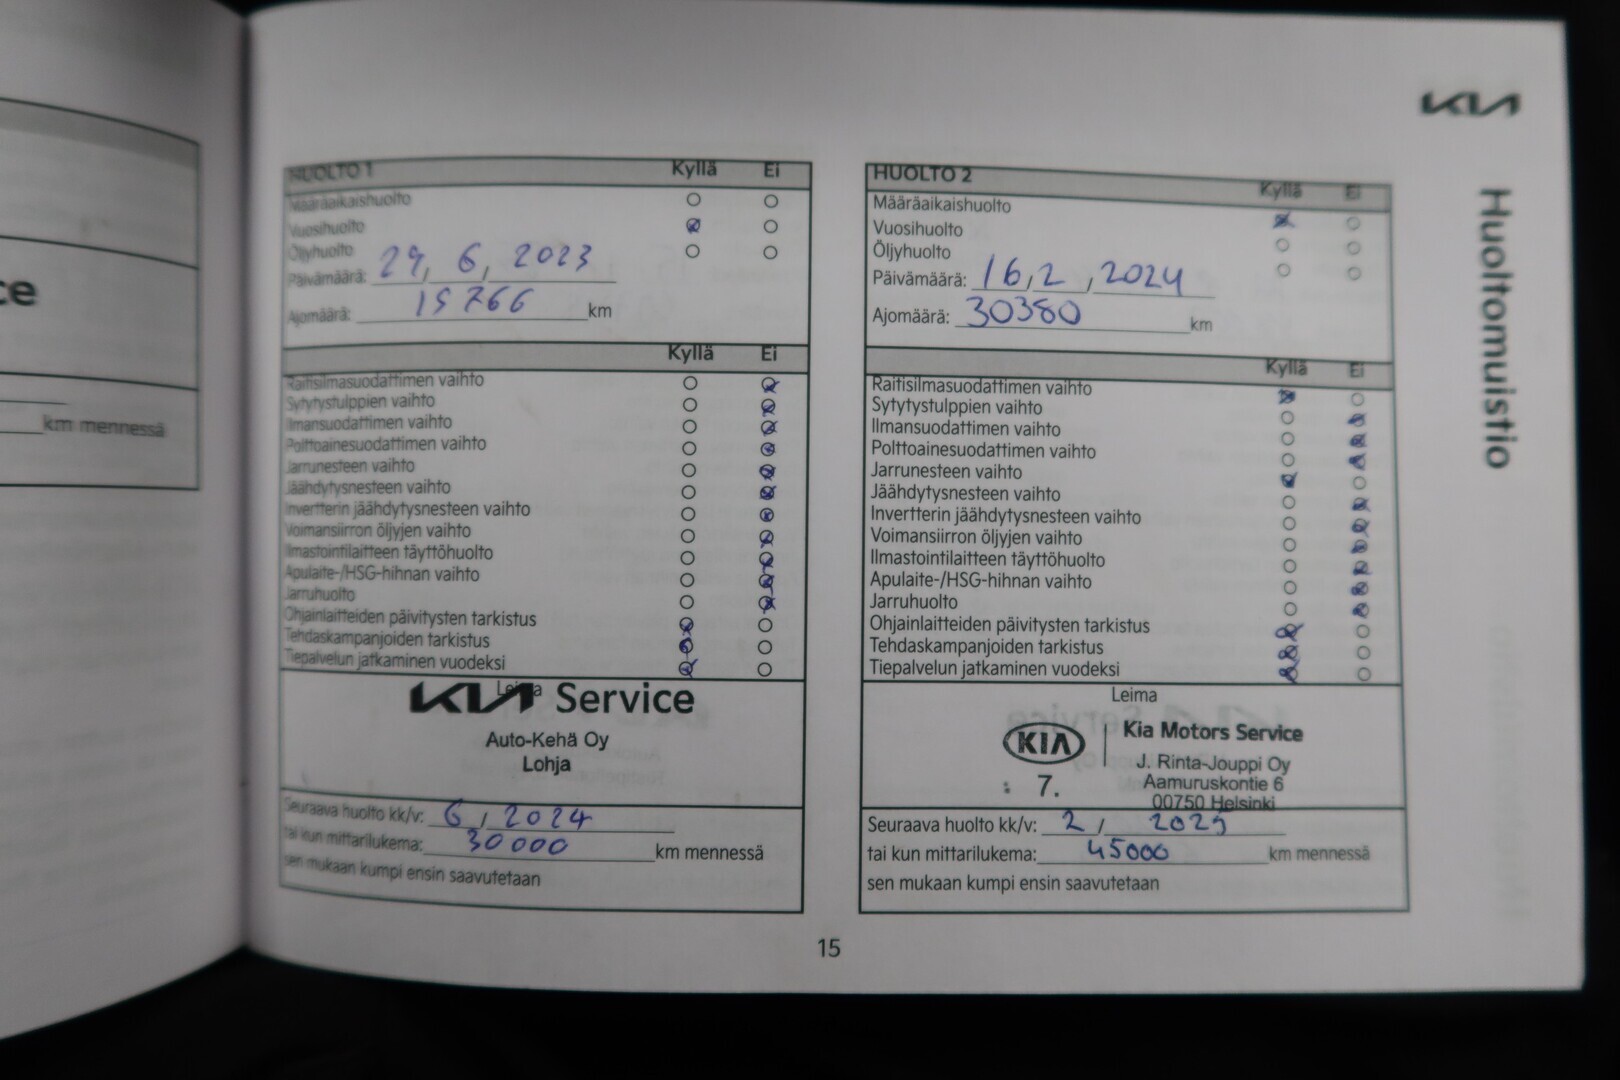 ce
km mennessä
KIA
Huoltomuistio
HUOLTO 1 Kyllä Ei
Määräaikaishuolto
Vuosihuolto
Öljyhuolto
Päivämäärä: 29, 6, 2023
Ajomäärä: 15766 km
Kyllä Ei
Raitisilmasuodattimen vaihto
Sytytystulppien vaihto
Ilmansuodattimen vaihto
Polttoainesuodattimen vaihto
Jarrunesteen vaihto
Jäähdytysnesteen vaihto
Invertterin jäähdytysnesteen vaihto
Voimansiirron öljyjen vaihto
Ilmastointilaitteen täyttöhuolto
Apulaite-/HSG-hihnan vaihto
Jarruhuolto
Ohjainlaitteiden päivitysten tarkistus
Tehdaskampanjoiden tarkistus
Tiepalvelun jatkaminen vuodeksi
Leima
KIA Service
Auto-Kehä Oy
Lohja
Seuraava huolto kk/v: 6 / 2024
tai kun mittarilukema: 30000 km mennessä
sen mukaan kumpi ensin saavutetaan
HUOLTO 2 Kyllä Ei
Määräaikaishuolto
Vuosihuolto
Öljyhuolto
Päivämäärä: 16,2,2024
Ajomäärä: 30380 km
Kyllä Ei
Raitisilmasuodattimen vaihto
Sytytystulppien vaihto
Ilmansuodattimen vaihto
Polttoainesuodattimen vaihto
Jarrunesteen vaihto
Jäähdytysnesteen vaihto
Invertterin jäähdytysnesteen vaihto
Voimansiirron öljyjen vaihto
Ilmastointilaitteen täyttöhuolto
Apulaite-/HSG-hihnan vaihto
Jarruhuolto
Ohjainlaitteiden päivitysten tarkistus
Tehdaskampanjoiden tarkistus
Tiepalvelun jatkaminen vuodeksi
Leima
KIA Kia Motors Service
J. Rinta-Jouppi Oy
: 7. Aamuruskontie 6
00750 Helsinki
Seuraava huolto kk/v: 2 / 2025
tai kun mittarilukema: 45000 km mennessä
sen mukaan kumpi ensin saavutetaan
15